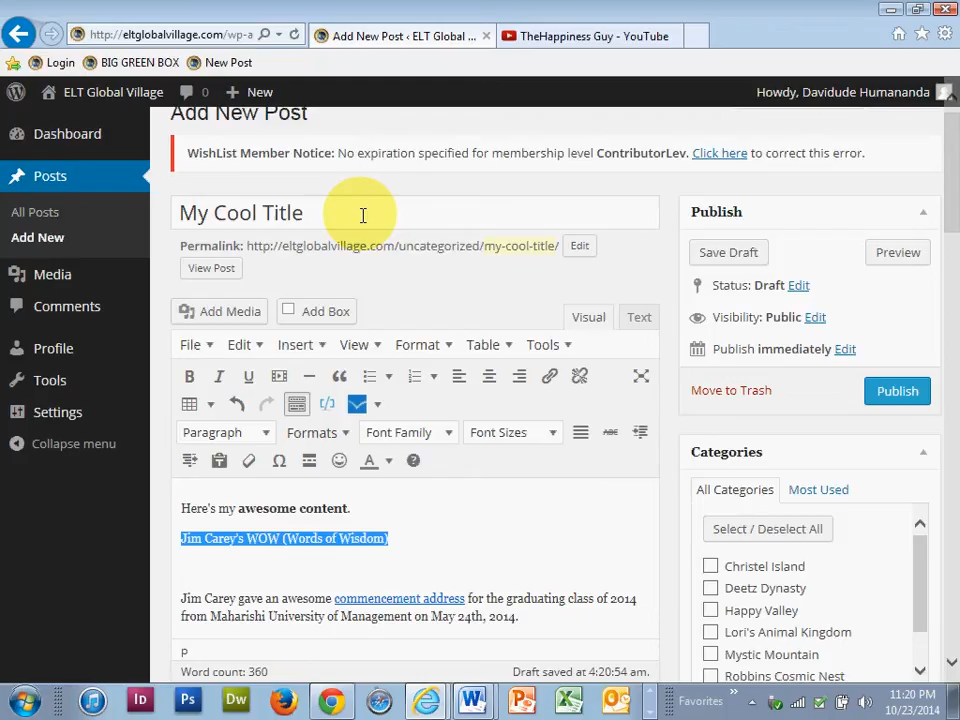 http://eltglobalvillage.com/wp-a
Add New Post ‹ ELT Global ...
TheHappiness Guy - YouTube
Login
BIG GREEN BOX
New Post
ELT Global Village
0
New
Howdy, Davidude Humananda
Dashboard
Posts
All Posts
Add New
Media
Comments
Profile
Tools
Settings
Collapse menu
Add New Post
WishList Member Notice: No expiration specified for membership level ContributorLev. Click here to correct this error.
My Cool Title
Permalink: http://eltglobalvillage.com/uncategorized/my-cool-title/ Edit
View Post
Add Media
Add Box
Visual
Text
File Edit Insert View Format Table Tools
Paragraph Formats Font Family Font Sizes
Here's my awesome content.
Jim Carey's WOW (Words of Wisdom)
Jim Carey gave an awesome commencement address for the graduating class of 2014
from Maharishi University of Management on May 24th, 2014.
p
Word count: 360
Draft saved at 4:20:54 am.
Publish
Save Draft
Preview
Status: Draft Edit
Visibility: Public Edit
Publish immediately Edit
Move to Trash
Publish
Categories
All Categories
Most Used
Select / Deselect All
Christel Island
Deetz Dynasty
Happy Valley
Lori's Animal Kingdom
Mystic Mountain
Robbins Cosmic Nest
Favorites
11:20 PM
10/23/2014